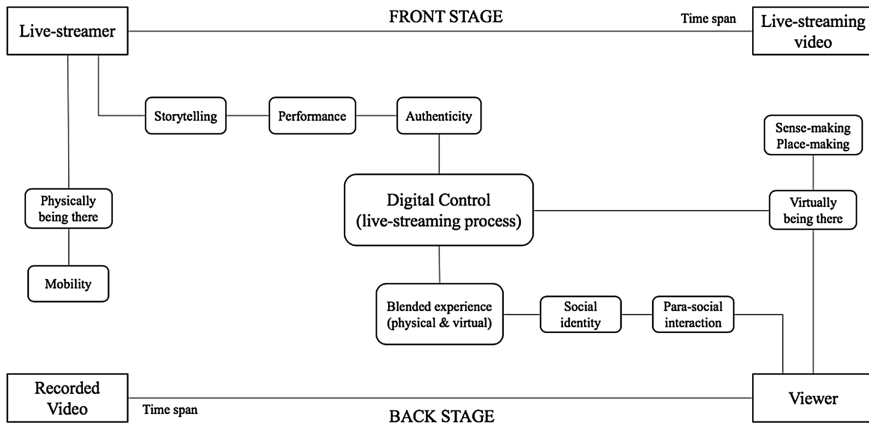 FRONT STAGE
Live-streamer
Time span
Live-streaming
video
Storytelling
Performance
Authenticity
Sense-making
Place-making
Physically
being there
Digital Control
(live-streaming process)
Virtually
being there
Mobility
Blended experience
(physical & virtual)
Social
identity
Para-social
interaction
Recorded
Video
Time span
BACK STAGE
Viewer